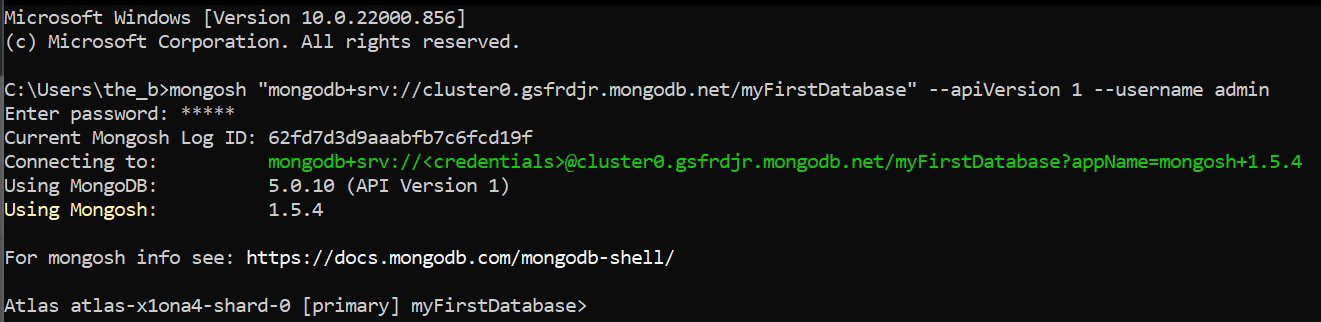 Microsoft Windows [Version 10.0.22000.856]
(c) Microsoft Corporation. All rights reserved.
C:\Users\the_b>mongosh "mongodb+srv://cluster0.gsfrdjr.mongodb.net/myFirstDatabase" --apiVersion 1 --username admin
Enter password: *****
Current Mongosh Log ID: 62fd7d3d9aaabfb7c6fcd19f
Connecting to: mongodb+srv://<credentials>@cluster0.gsfrdjr.mongodb.net/myFirstDatabase?appName=mongosh+1.5.4
Using MongoDB: 5.0.10 (API Version 1)
Using Mongosh: 1.5.4
For mongosh info see: https://docs.mongodb.com/mongodb-shell/
Atlas atlas-x1ona4-shard-0 [primary] myFirstDatabase>